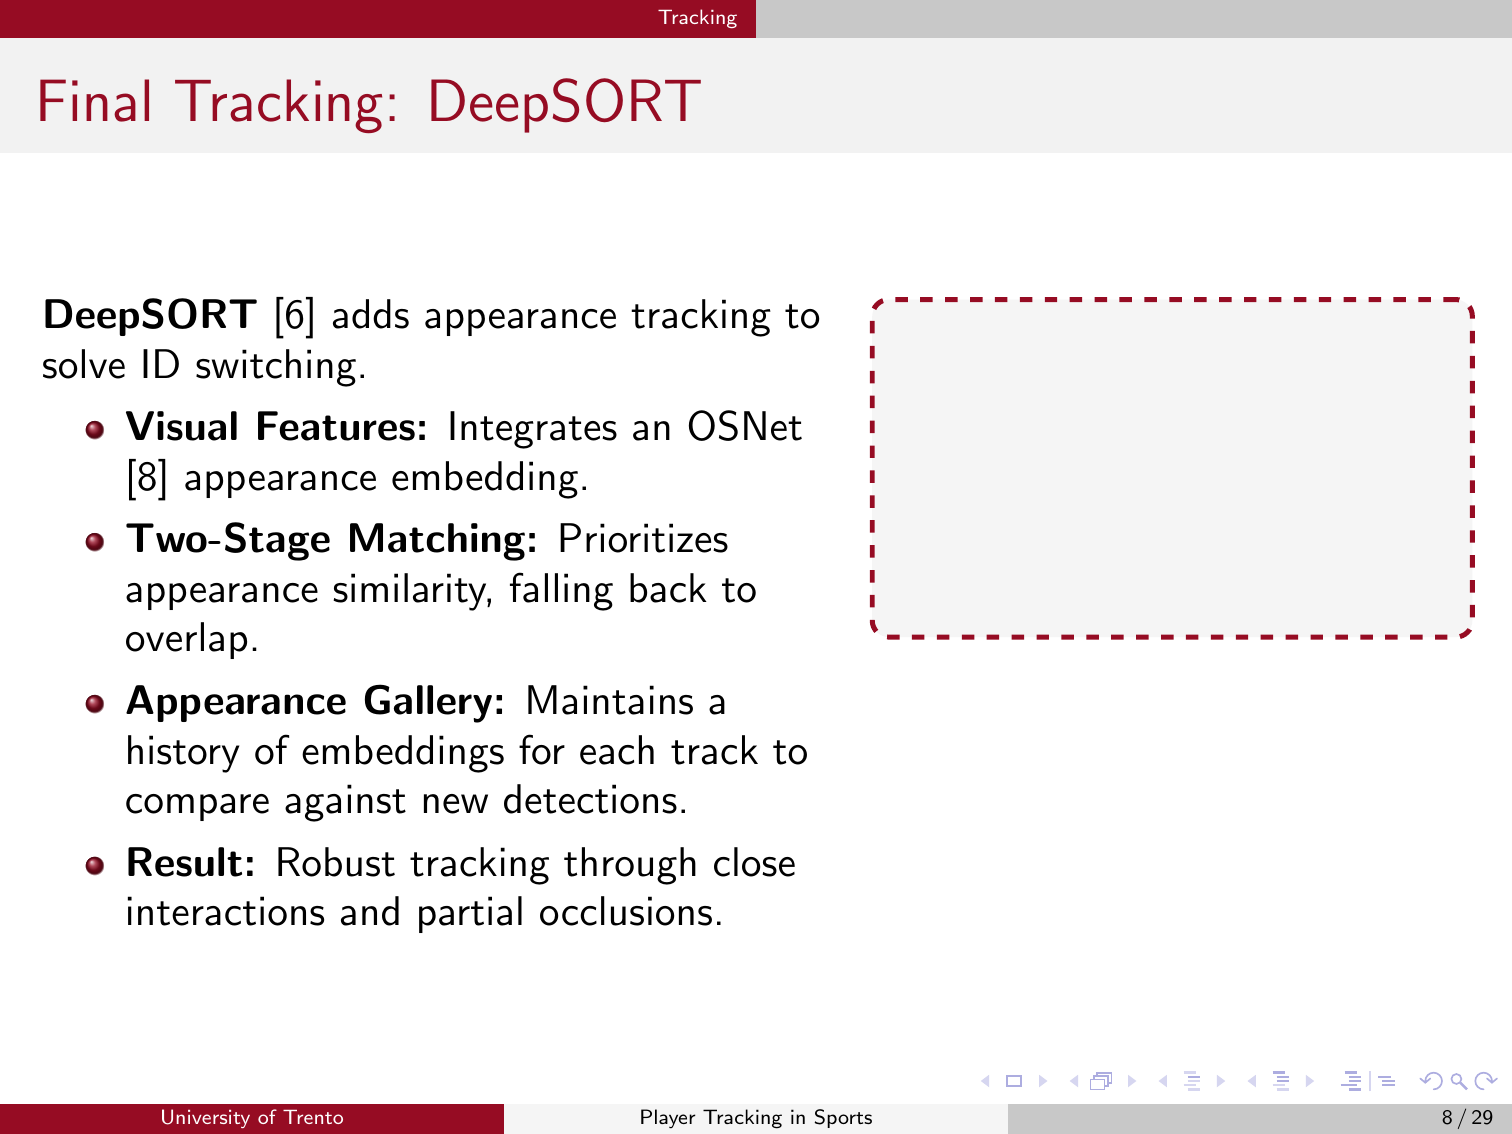 Tracking
Final Tracking: DeepSORT
DeepSORT [6] adds appearance tracking to
solve ID switching.
Visual Features: Integrates an OSNet
[8] appearance embedding.
Two-Stage Matching: Prioritizes
appearance similarity, falling back to
overlap.
Appearance Gallery: Maintains a
history of embeddings for each track to
compare against new detections.
Result: Robust tracking through close
interactions and partial occlusions.
University of Trento
Player Tracking in Sports
8 / 29